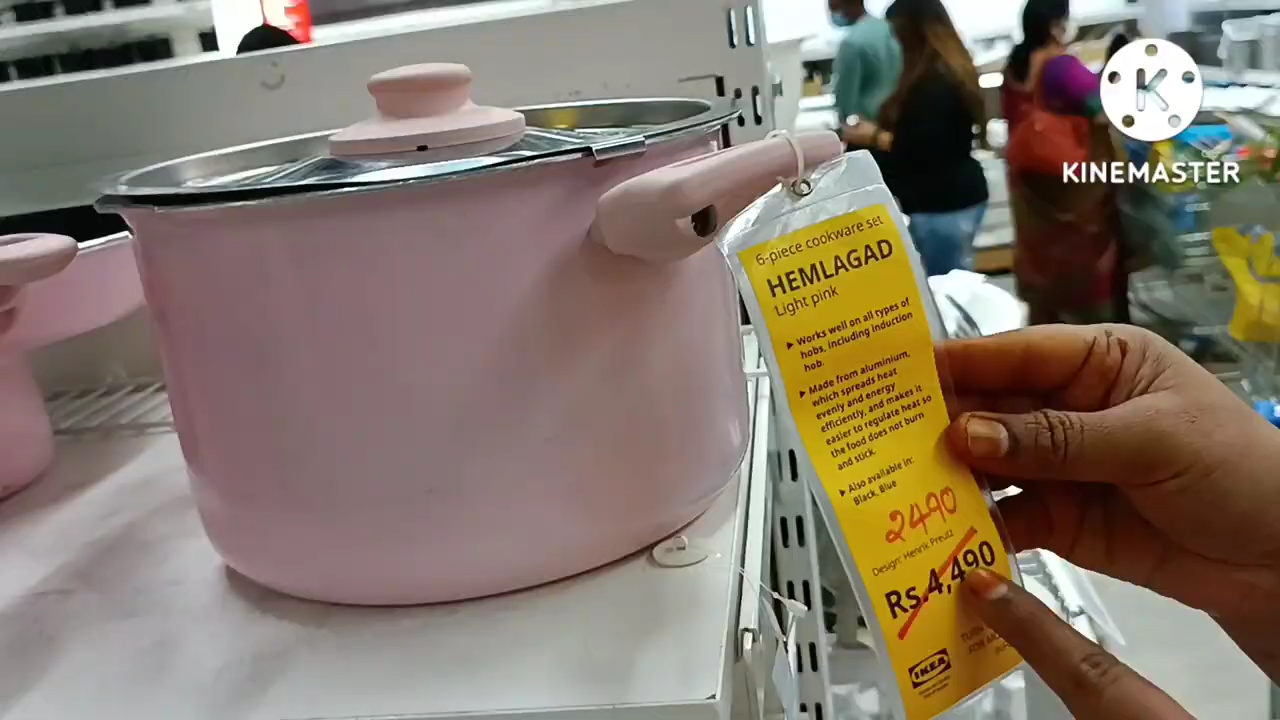 K
KINEMASTER
6-piece cookware set
HEMLAGAD
Light pink
▶ Works well on all types of
hobs, including induction
hob.
▶ Made from aluminium,
which spreads heat
evenly and energy
efficiently, and makes it
easier to regulate heat so
the food does not burn
and stick.
▶ Also available in:
Black, Blue
2490
Design: Henrik Preutz
Rs.4,490
TURN
FOR
IKEA